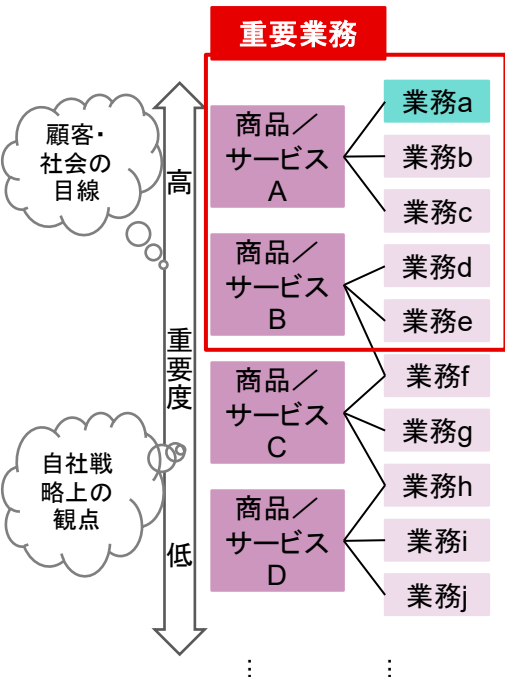 重要業務
顧客・
社会の
目線
高
重要度
自社戦
略上の
観点
低
商品／
サービス
A
商品／
サービス
B
商品／
サービス
C
商品／
サービス
D
業務a
業務b
業務c
業務d
業務e
業務f
業務g
業務h
業務i
業務j
⋮
⋮